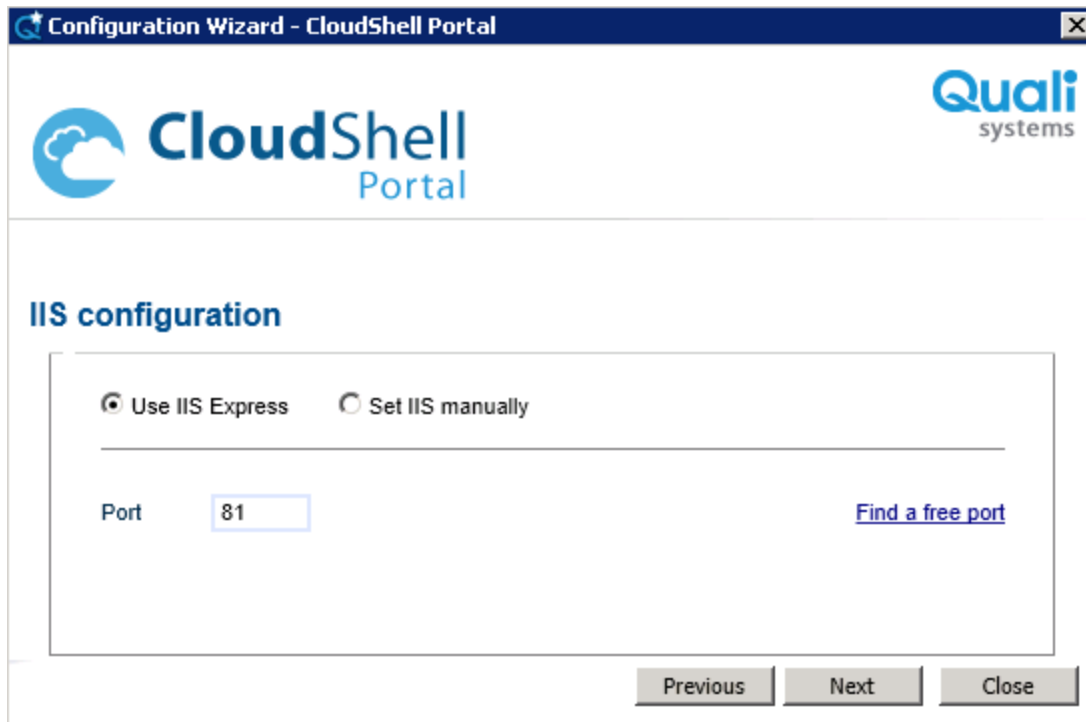 Configuration Wizard - CloudShell Portal
Quali
systems
CloudShell
Portal
IIS configuration
Use IIS Express Set IIS manually
Port 81 Find a free port
Previous Next Close